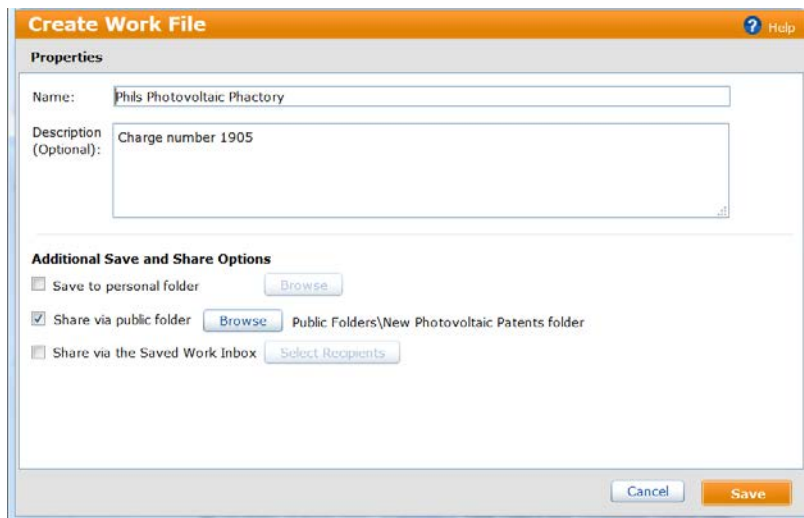 Create Work File
Help
Properties
Name: Phils Photovoltaic Phactory
Description Charge number 1905
(Optional):
Additional Save and Share Options
Save to personal folder Browse
Share via public folder Browse Public Folders\New Photovoltaic Patents folder
Share via the Saved Work Inbox Select Recipients
Cancel Save